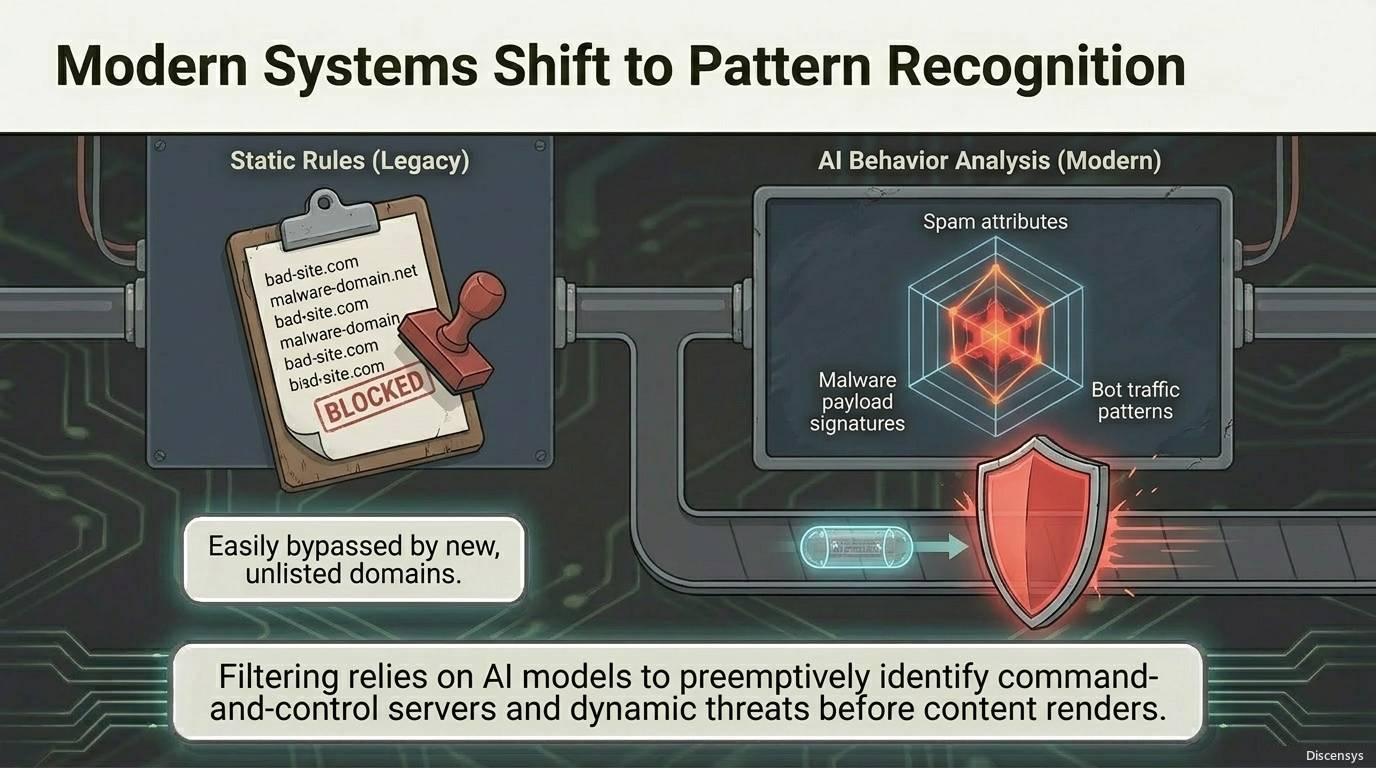 Modern Systems Shift to Pattern Recognition
Static Rules (Legacy)
bad-site.com
malware-domain.net
bad-site.com
malware-domain
bad-site.com
bad-site.com
BLOCKED
Easily bypassed by new,
unlisted domains.
AI Behavior Analysis (Modern)
Spam attributes
Malware
payload
signatures
Bot traffic
patterns
Filtering relies on AI models to preemptively identify command-
and-control servers and dynamic threats before content renders.
Discensys